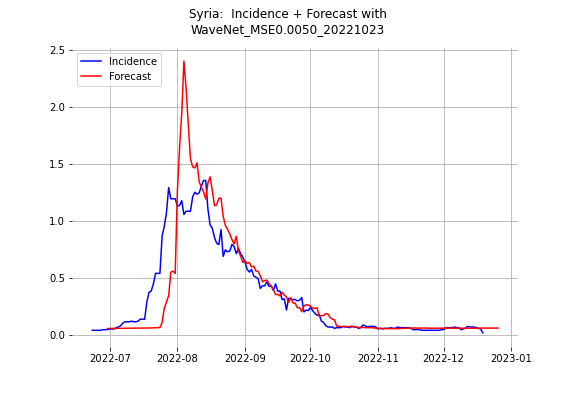 Syria:  Incidence + Forecast with
WaveNet_MSE0.0050_20221023
Incidence
Forecast
2.5
2.0
1.5
1.0
0.5
0.0
2022-07 2022-08 2022-09 2022-10 2022-11 2022-12 2023-01